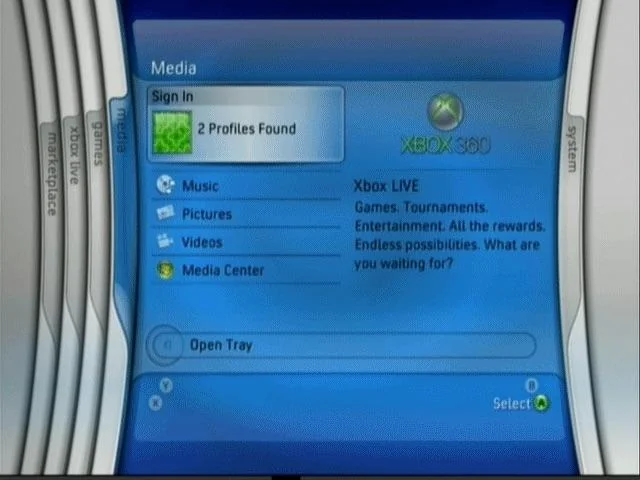 Media
Sign In
2 Profiles Found
XBOX 360
Music
Pictures
Videos
Media Center
Xbox LIVE
Games. Tournaments.
Entertainment. All the rewards.
Endless possibilities. What are
you waiting for?
Open Tray
Y
X
B
Select A
marketplace
xbox live
games
media
system